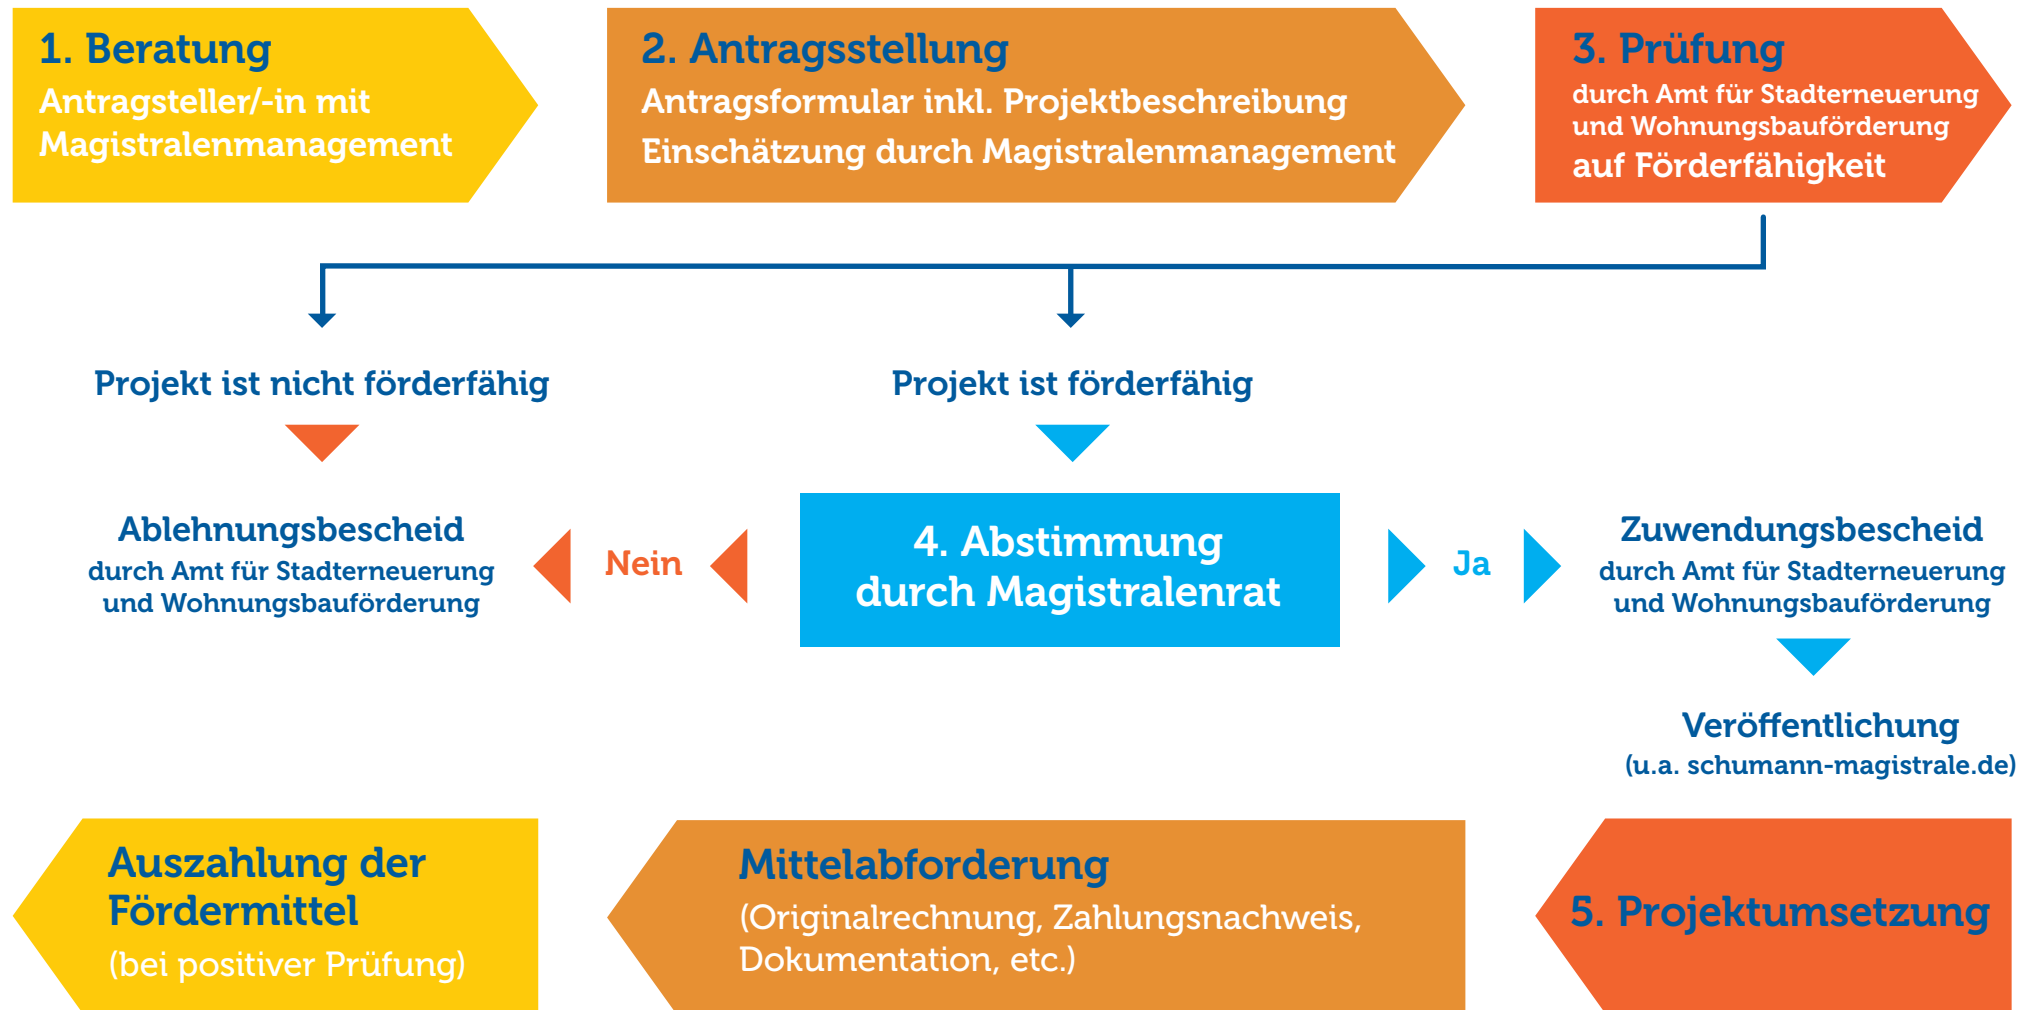 1. Beratung
Antragsteller/-in mit
Magistralenmanagement
2. Antragsstellung
Antragsformular inkl. Projektbeschreibung
Einschätzung durch Magistralenmanagement
3. Prüfung
durch Amt für Stadterneuerung
und Wohnungsbauförderung
auf Förderfähigkeit
Projekt ist nicht förderfähig
Projekt ist förderfähig
Ablehnungsbescheid
durch Amt für Stadterneuerung
und Wohnungsbauförderung
Nein
4. Abstimmung
durch Magistralenrat
Ja
Zuwendungsbescheid
durch Amt für Stadterneuerung
und Wohnungsbauförderung
Veröffentlichung
(u.a. schumann-magistrale.de)
Auszahlung der
Fördermittel
(bei positiver Prüfung)
Mittelabforderung
(Originalrechnung, Zahlungsnachweis,
Dokumentation, etc.)
5. Projektumsetzung